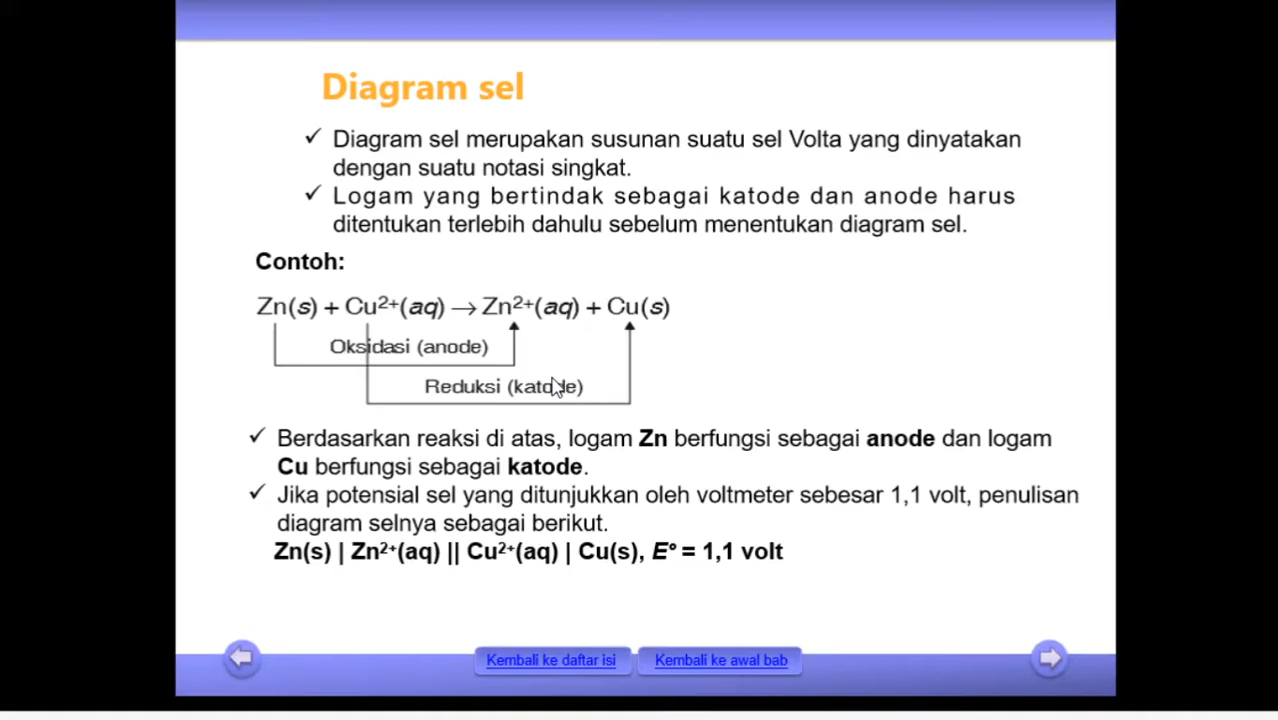 Diagram sel
✓ Diagram sel merupakan susunan suatu sel Volta yang dinyatakan
dengan suatu notasi singkat.
✓ Logam yang bertindak sebagai katode dan anode harus
ditentukan terlebih dahulu sebelum menentukan diagram sel.
Contoh:
Zn(s) + Cu²⁺(aq) → Zn²⁺(aq) + Cu(s)
Oksidasi (anode)
Reduksi (katode)
✓ Berdasarkan reaksi di atas, logam Zn berfungsi sebagai anode dan logam
Cu berfungsi sebagai katode.
✓ Jika potensial sel yang ditunjukkan oleh voltmeter sebesar 1,1 volt, penulisan
diagram selnya sebagai berikut.
Zn(s) | Zn²⁺(aq) || Cu²⁺(aq) | Cu(s), E° = 1,1 volt
Kembali ke daftar isi
Kembali ke awal bab